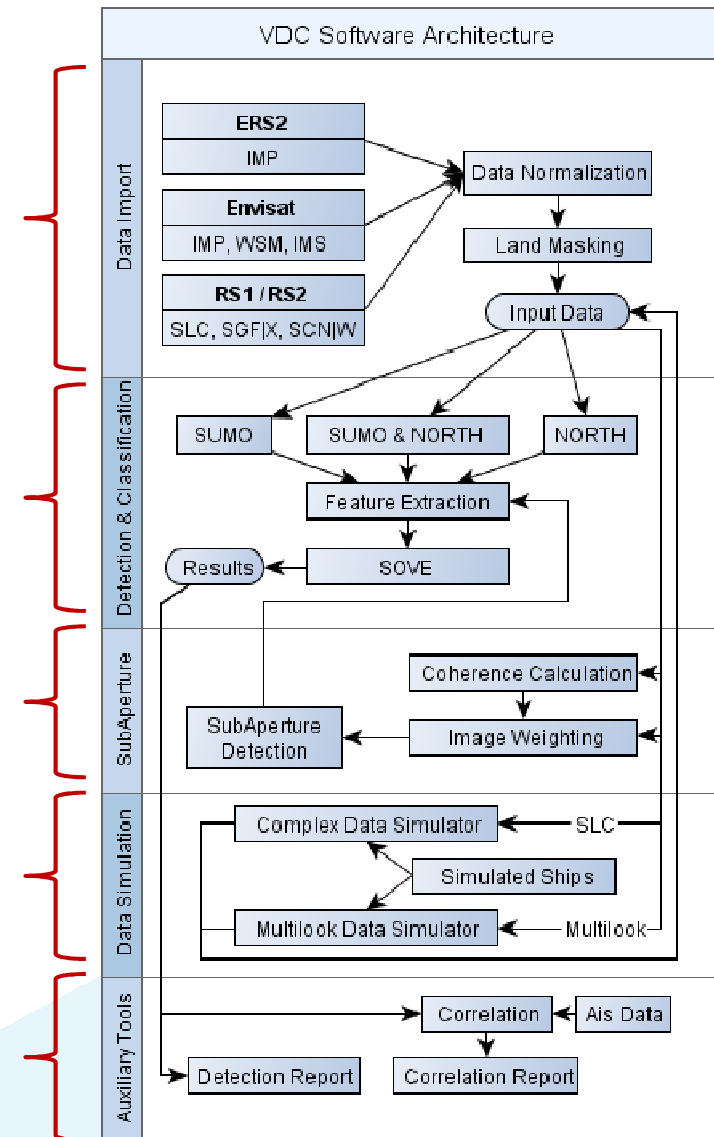 VDC Software Architecture
Data Import
ERS2
IMP
Envisat
IMP, WSM, IMS
RS1 / RS2
SLC, SGF|X, SCN|W
Data Normalization
Land Masking
Input Data
Detection & Classification
SUMO
SUMO & NORTH
NORTH
Feature Extraction
Results
SOVE
SubAperture
Coherence Calculation
SubAperture
Detection
Image Weighting
Data Simulation
Complex Data Simulator
SLC
Simulated Ships
Multilook Data Simulator
Multilook
Auxiliary Tools
Correlation
Ais Data
Detection Report
Correlation Report